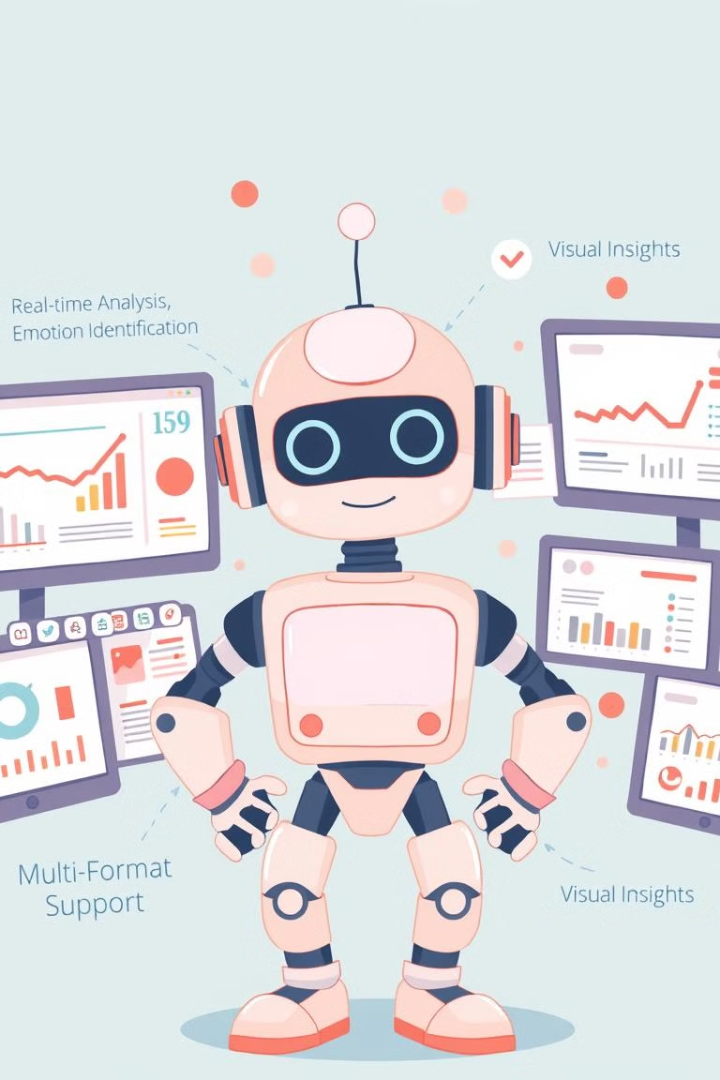 Visual Insights
Real-time Analysis,
Emotion Identification
159
Multi-Format
Support
Visual Insights